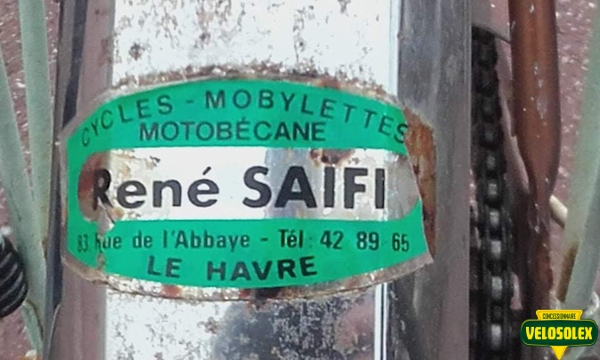 CYCLES - MOBYLETTES
MOTOBÉCANE
René SAIFI
83 Rue de l'Abbaye - Tél : 42 89 65
LE HAVRE
CONCESSIONNAIRE
VELOSOLEX